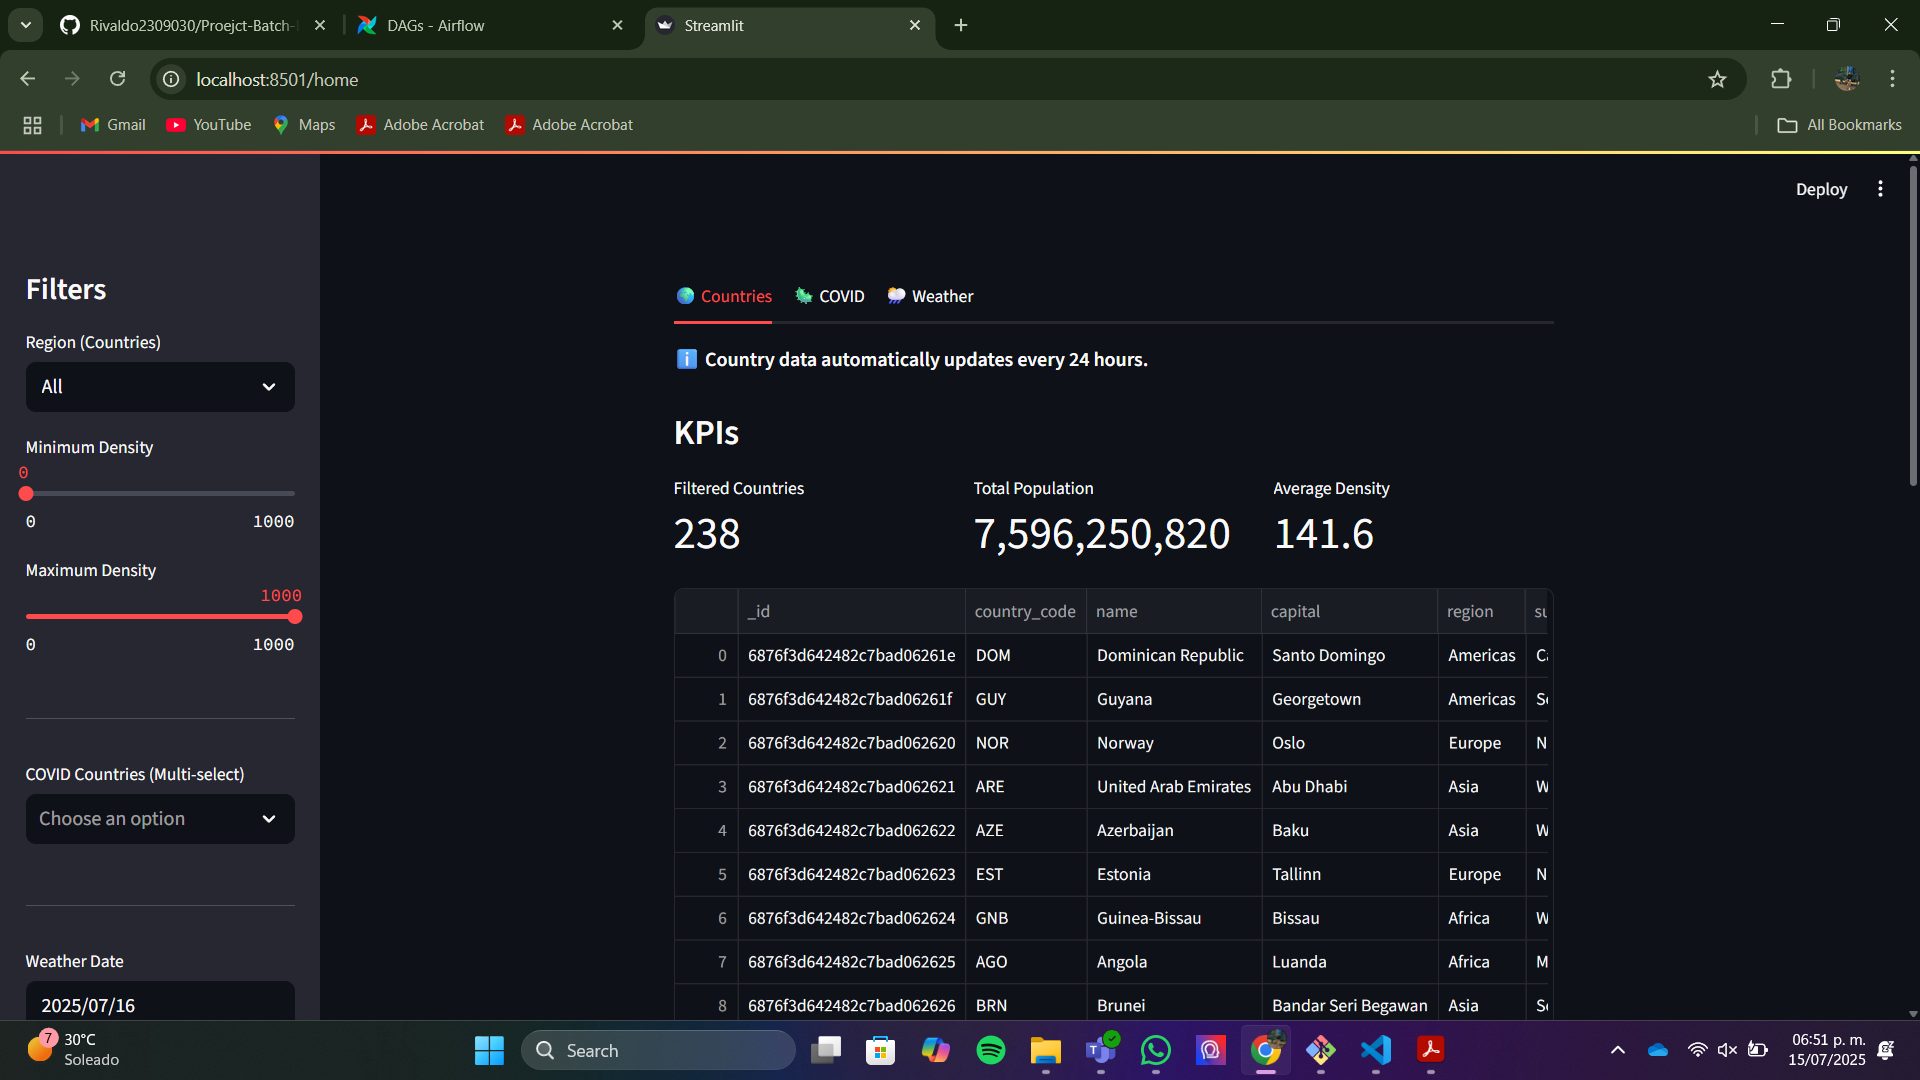 Rivaldo2309030/Proejct-Batch-
DAGs - Airflow
Streamlit
localhost:8501/home
Gmail
YouTube
Maps
Adobe Acrobat
Adobe Acrobat
All Bookmarks
Deploy
Filters
Region (Countries)
All
Minimum Density
0
0 1000
Maximum Density
1000
0 1000
COVID Countries (Multi-select)
Choose an option
Weather Date
2025/07/16
Countries COVID Weather
Country data automatically updates every 24 hours.
KPIs
Filtered Countries Total Population Average Density
238 7,596,250,820 141.6
_id country_code name capital region su
0 6876f3d642482c7bad06261e DOM Dominican Republic Santo Domingo Americas Ca
1 6876f3d642482c7bad06261f GUY Guyana Georgetown Americas So
2 6876f3d642482c7bad062620 NOR Norway Oslo Europe N
3 6876f3d642482c7bad062621 ARE United Arab Emirates Abu Dhabi Asia W
4 6876f3d642482c7bad062622 AZE Azerbaijan Baku Asia W
5 6876f3d642482c7bad062623 EST Estonia Tallinn Europe N
6 6876f3d642482c7bad062624 GNB Guinea-Bissau Bissau Africa W
7 6876f3d642482c7bad062625 AGO Angola Luanda Africa M
8 6876f3d642482c7bad062626 BRN Brunei Bandar Seri Begawan Asia So
7
30°C
Soleado
Search
06:51 p. m.
15/07/2025